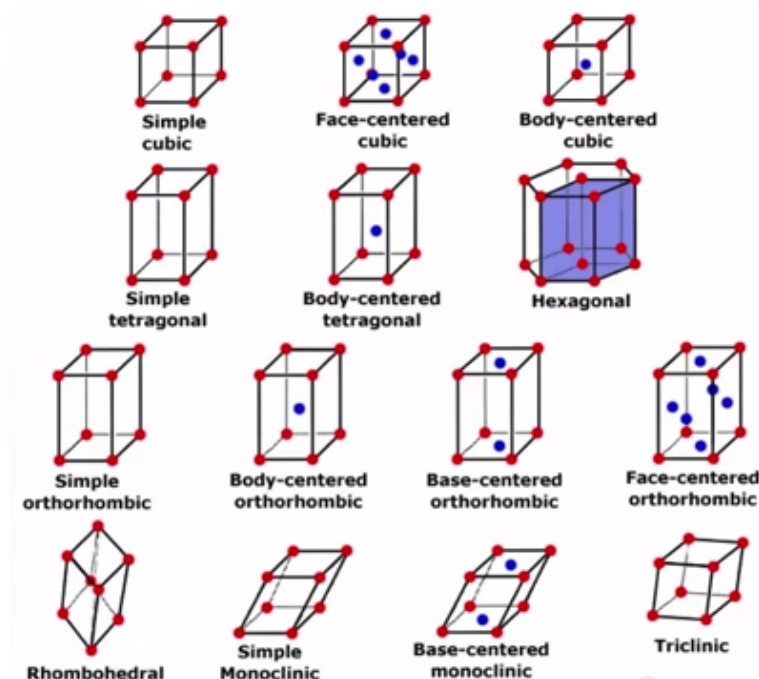 Simple
cubic
Face-centered
cubic
Body-centered
cubic
Simple
tetragonal
Body-centered
tetragonal
Hexagonal
Simple
orthorhombic
Body-centered
orthorhombic
Base-centered
orthorhombic
Face-centered
orthorhombic
Rhombohedral
Simple
Monoclinic
Base-centered
monoclinic
Triclinic